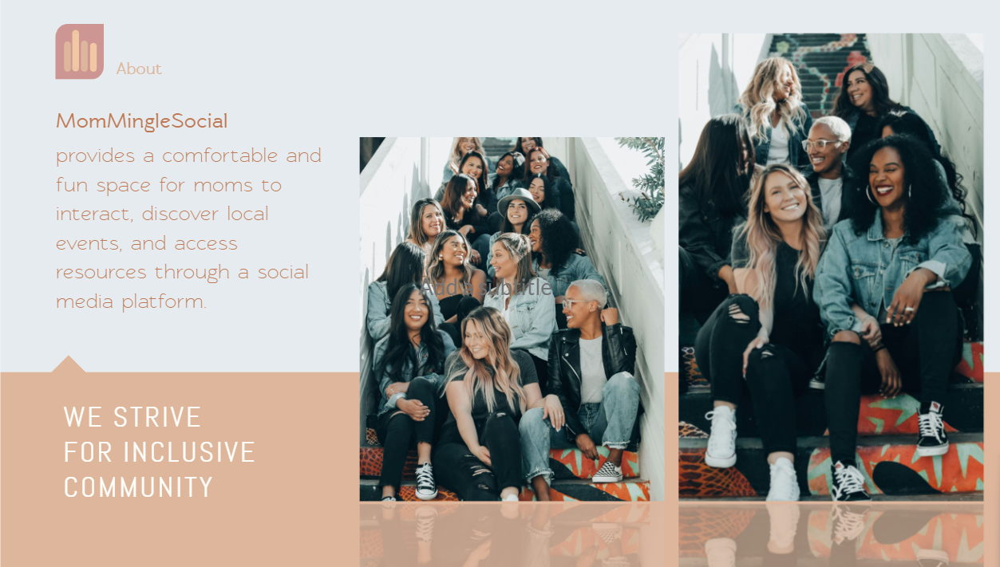 About
MomMingleSocial
provides a comfortable and
fun space for moms to
interact, discover local
events, and access
resources through a social
media platform.
Add a subtitle
WE STRIVE
FOR INCLUSIVE
COMMUNITY